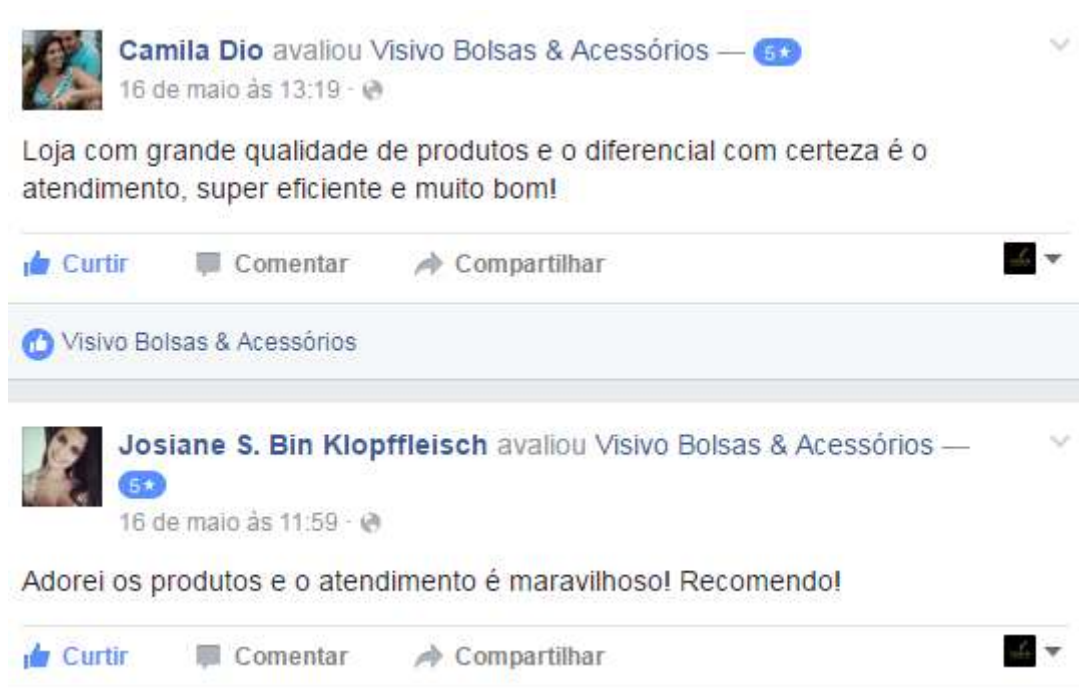 Camila Dio avaliou Visivo Bolsas & Acessórios — 5★
16 de maio às 13:19 ·
Loja com grande qualidade de produtos e o diferencial com certeza é o
atendimento, super eficiente e muito bom!
Curtir Comentar Compartilhar
Visivo Bolsas & Acessórios
Josiane S. Bin Klopffleisch avaliou Visivo Bolsas & Acessórios —
5★
16 de maio às 11:59 ·
Adorei os produtos e o atendimento é maravilhoso! Recomendo!
Curtir Comentar Compartilhar